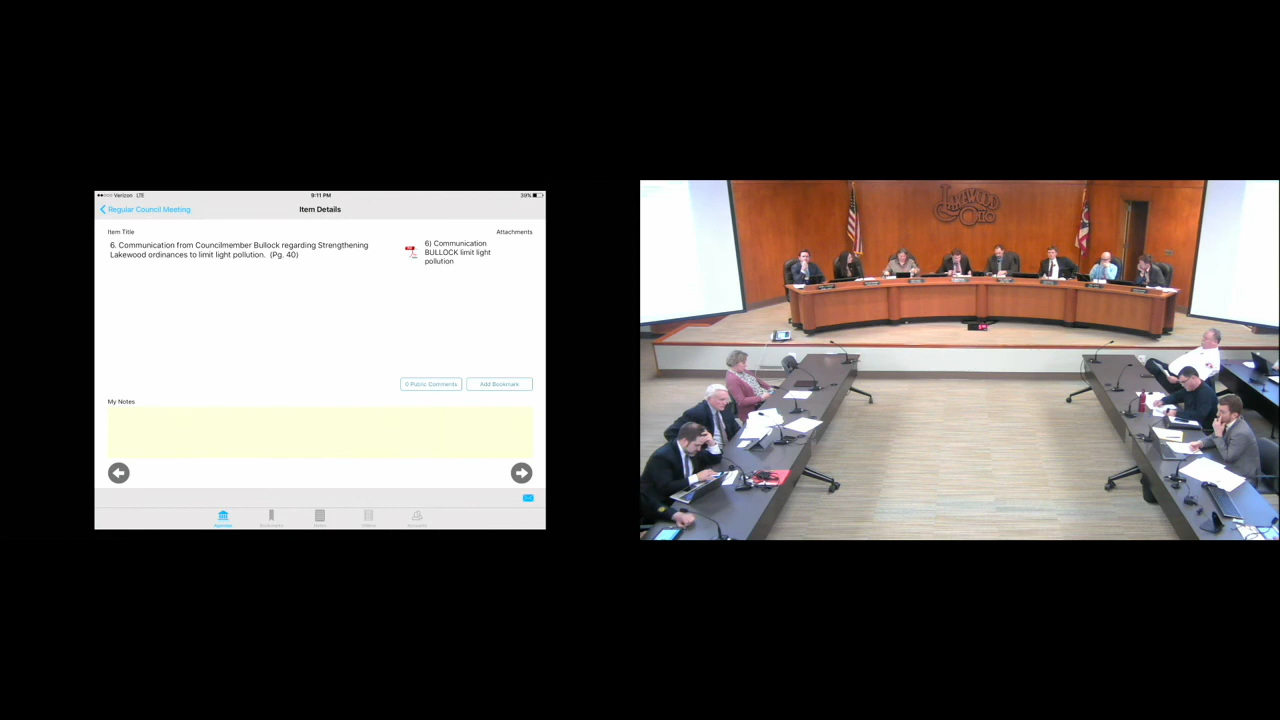 Verizon LTE
9:11 PM
39%
Regular Council Meeting
Item Details
Item Title
Attachments
6. Communication from Councilmember Bullock regarding Strengthening
Lakewood ordinances to limit light pollution. (Pg. 40)
6) Communication
BULLOCK limit light
pollution
0 Public Comments
Add Bookmark
My Notes
Agendas
LAKEWOOD
OHIO